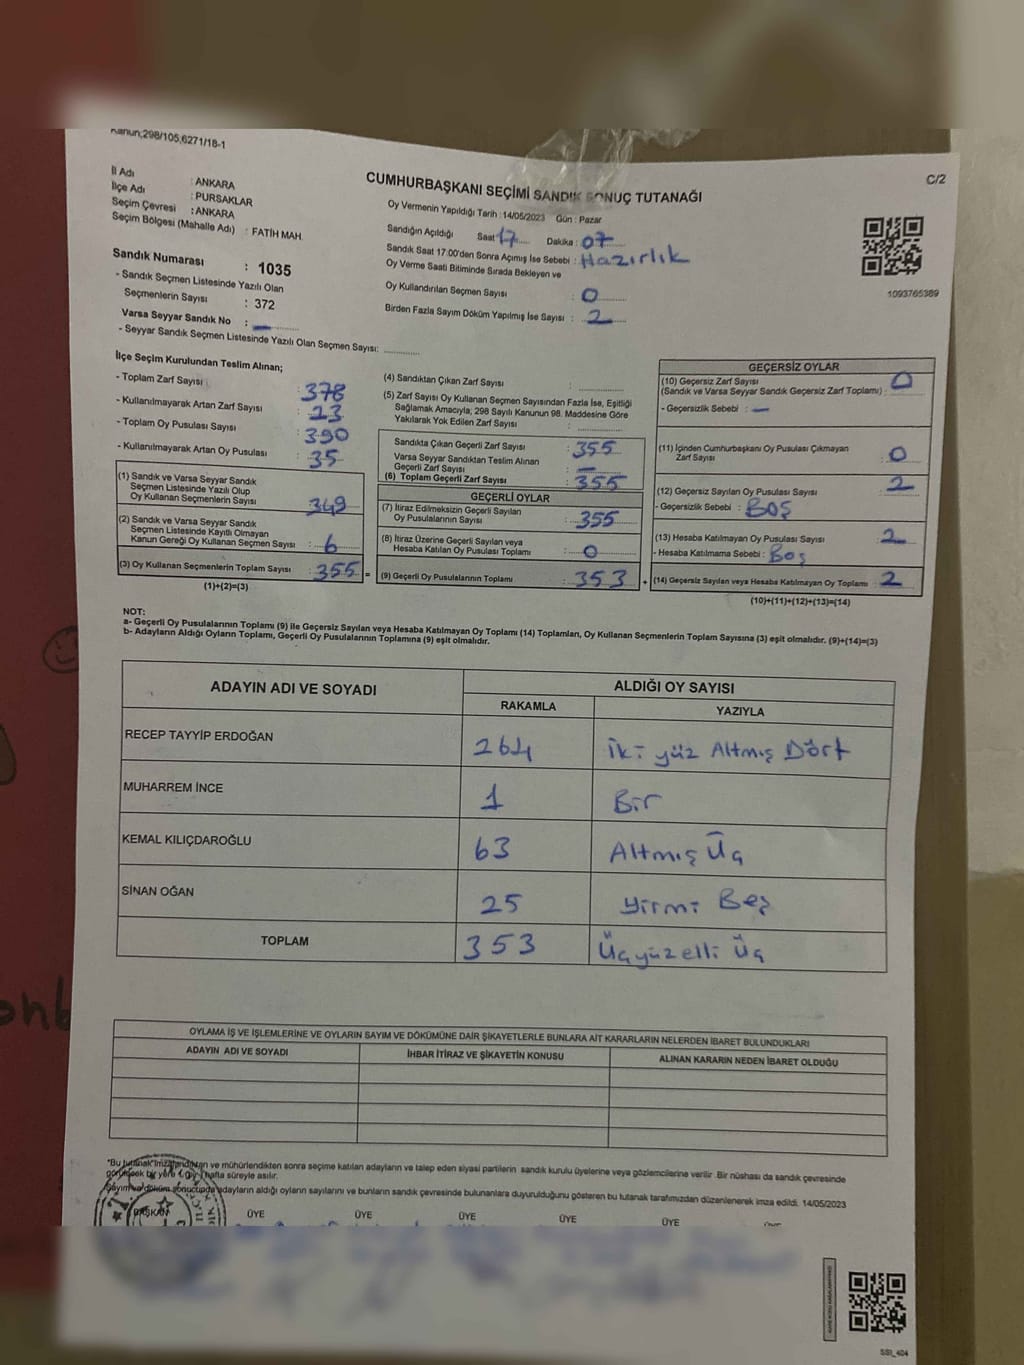 Kanun;298/105,6271/18-1
C/2
CUMHURBAŞKANI SEÇİMİ SANDIK SONUÇ TUTANAĞI
İl Adı : ANKARA
İlçe Adı : PURSAKLAR
Seçim Çevresi : ANKARA
Seçim Bölgesi (Mahalle Adı) : FATİH MAH.
Sandık Numarası : 1035
- Sandık Seçmen Listesinde Yazılı Olan
Seçmenlerin Sayısı : 372
Varsa Seyyar Sandık No : —
- Seyyar Sandık Seçmen Listesinde Yazılı Olan Seçmen Sayısı:
Oy Vermenin Yapıldığı Tarih : 14/05/2023 Gün : Pazar
Sandığın Açıldığı Saat 17 Dakika : 07
Sandık Saat 17:00'den Sonra Açımış İse Sebebi : Hazırlık
Oy Verme Saati Bitiminde Sırada Bekleyen ve
Oy Kullandırılan Seçmen Sayısı : 0
Birden Fazla Sayım Döküm Yapılmış İse Sayısı : 2
1093765389
İlçe Seçim Kurulundan Teslim Alınan;
- Toplam Zarf Sayısı : 378
- Kullanılmayarak Artan Zarf Sayısı : 23
- Toplam Oy Pusulası Sayısı : 390
- Kullanılmayarak Artan Oy Pusulası : 35
(1) Sandık ve Varsa Seyyar Sandık
Seçmen Listesinde Yazılı Olup
Oy Kullanan Seçmenlerin Sayısı : 349
(2) Sandık ve Varsa Seyyar Sandık
Seçmen Listesinde Kayıtlı Olmayan
Kanun Gereği Oy Kullanan Seçmen Sayısı : 6
(3) Oy Kullanan Seçmenlerin Toplam Sayısı : 355 =
(1)+(2)=(3)
(4) Sandıktan Çıkan Zarf Sayısı :
(5) Zarf Sayısı Oy Kullanan Seçmen Sayısından Fazla İse, Eşitliği
Sağlamak Amacıyla; 298 Sayılı Kanunun 98. Maddesine Göre
Yakılarak Yok Edilen Zarf Sayısı :
Sandıkta Çıkan Geçerli Zarf Sayısı : 355
Varsa Seyyar Sandıktan Teslim Alınan
Geçerli Zarf Sayısı : —
(6) Toplam Geçerli Zarf Sayısı : 355
GEÇERLİ OYLAR
(7) İtiraz Edilmeksizin Geçerli Sayılan
Oy Pusulalarının Sayısı : 355
(8) İtiraz Üzerine Geçerli Sayılan veya
Hesaba Katılan Oy Pusulası Toplamı : 0
(9) Geçerli Oy Pusulalarının Toplamı : 353 +
GEÇERSİZ OYLAR
(10) Geçersiz Zarf Sayısı
(Sandık ve Varsa Seyyar Sandık Geçersiz Zarf Toplamı) : 0
- Geçersizlik Sebebi : —
(11) İçinden Cumhurbaşkanı Oy Pusulası Çıkmayan
Zarf Sayısı : 0
(12) Geçersiz Sayılan Oy Pusulası Sayısı : 2
- Geçersizlik Sebebi : BOŞ
(13) Hesaba Katılmayan Oy Pusulası Sayısı : 2
- Hesaba Katılmama Sebebi : Boş
(14) Geçersiz Sayılan veya Hesaba Katılmayan Oy Toplamı : 2
(10)+(11)+(12)+(13)=(14)
NOT:
a- Geçerli Oy Pusulalarının Toplamı (9) ile Geçersiz Sayılan veya Hesaba Katılmayan Oy Toplamı (14) Toplamları, Oy Kullanan Seçmenlerin Toplam Sayısına (3) eşit olmalıdır. (9)+(14)=(3)
b- Adayların Aldığı Oyların Toplamı, Geçerli Oy Pusulalarının Toplamına (9) eşit olmalıdır.
ADAYIN ADI VE SOYADI ALDIĞI OY SAYISI
RAKAMLA YAZIYLA
RECEP TAYYİP ERDOĞAN 264 İki yüz Altmış Dört
MUHARREM İNCE 1 Bir
KEMAL KILIÇDAROĞLU 63 Altmış Üç
SİNAN OĞAN 25 Yirmi Beş
TOPLAM 353 Üçyüzelli Üç
OYLAMA İŞ VE İŞLEMLERİNE VE OYLARIN SAYIM VE DÖKÜMÜNE DAİR ŞİKAYETLERLE BUNLARA AİT KARARLARIN NELERDEN İBARET BULUNDUKLARI
ADAYIN ADI VE SOYADI İHBAR İTİRAZ VE ŞİKAYETİN KONUSU ALINAN KARARIN NEDEN İBARET OLDUĞU
*Bu tutanak imzalandıktan ve mühürlendikten sonra seçime katılan adayların ve talep eden siyasi partilerin sandık kurulu üyelerine veya gözlemcilerine verilir. Bir nüshası da sandık çevresinde
görülecek bir yere 1 (bir) hafta süreyle asılır.
Sayım ve döküm sonucunda adayların aldığı oyların sayılarını ve bunların sandık çevresinde bulunanlara duyurulduğunu gösteren bu tutanak tarafımızdan düzenlenerek imza edildi. 14/05/2023
BAŞKAN ÜYE ÜYE ÜYE ÜYE ÜYE
SSI_404